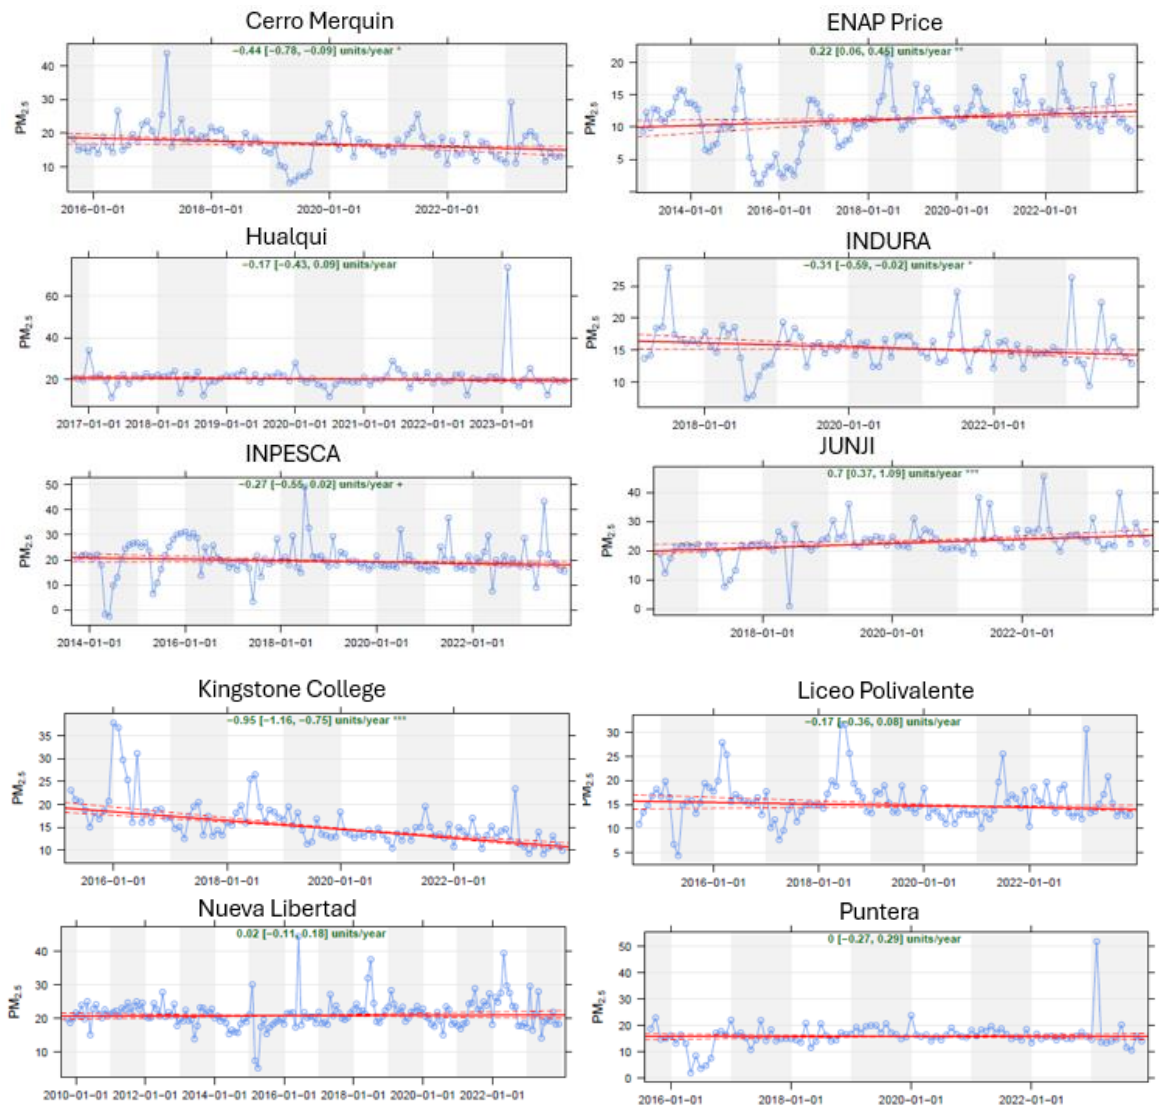 Cerro Merquin
−0.44 [−0.78, −0.09] units/year *
PM2.5
40
30
20
10
2016−01−01 2018−01−01 2020−01−01 2022−01−01
ENAP Price
0.22 [0.06, 0.45] units/year **
PM2.5
20
15
10
5
2014−01−01 2016−01−01 2018−01−01 2020−01−01 2022−01−01
Hualqui
−0.17 [−0.43, 0.09] units/year
PM2.5
60
40
20
2017−01−01 2018−01−01 2019−01−01 2020−01−01 2021−01−01 2022−01−01 2023−01−01
INDURA
−0.31 [−0.59, −0.02] units/year *
PM2.5
25
20
15
10
2018−01−01 2020−01−01 2022−01−01
INPESCA
−0.27 [−0.55, 0.02] units/year +
PM2.5
50
40
30
20
10
0
2014−01−01 2016−01−01 2018−01−01 2020−01−01 2022−01−01
JUNJI
0.7 [0.37, 1.09] units/year ***
PM2.5
40
30
20
10
0
2018−01−01 2020−01−01 2022−01−01
Kingstone College
−0.95 [−1.16, −0.75] units/year ***
PM2.5
35
30
25
20
15
10
2016−01−01 2018−01−01 2020−01−01 2022−01−01
Liceo Polivalente
−0.17 [−0.36, 0.08] units/year
PM2.5
30
25
20
15
10
5
2016−01−01 2018−01−01 2020−01−01 2022−01−01
Nueva Libertad
0.02 [−0.11, 0.18] units/year
PM2.5
40
30
20
10
2010−01−01 2012−01−01 2014−01−01 2016−01−01 2018−01−01 2020−01−01 2022−01−01
Puntera
0 [−0.27, 0.29] units/year
PM2.5
50
40
30
20
10
0
2016−01−01 2018−01−01 2020−01−01 2022−01−01